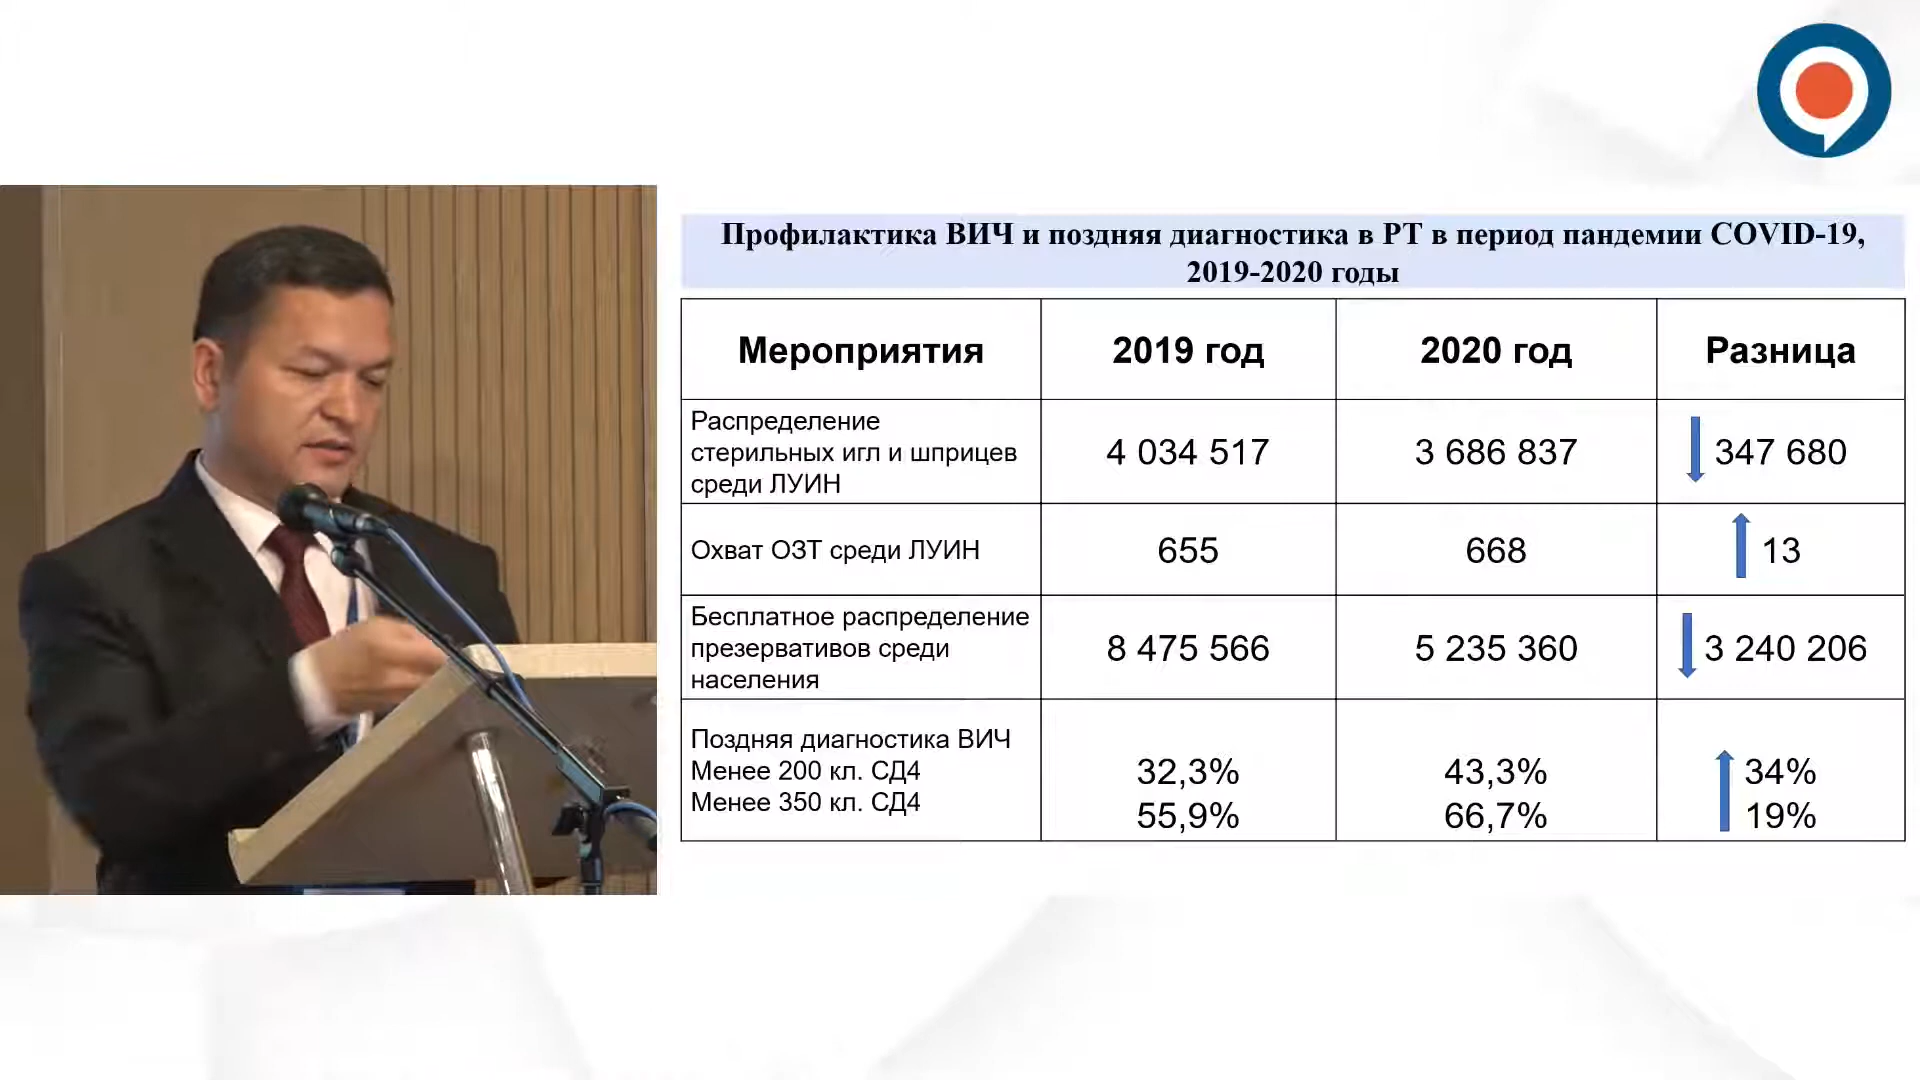 Профилактика ВИЧ и поздняя диагностика в РТ в период пандемии COVID-19,
2019-2020 годы
Мероприятия 2019 год 2020 год Разница
Распределение
стерильных игл и шприцев
среди ЛУИН
4 034 517 3 686 837 347 680
Охват ОЗТ среди ЛУИН 655 668 13
Бесплатное распределение
презервативов среди
населения
8 475 566 5 235 360 3 240 206
Поздняя диагностика ВИЧ
Менее 200 кл. СД4 32,3% 43,3% 34%
Менее 350 кл. СД4 55,9% 66,7% 19%